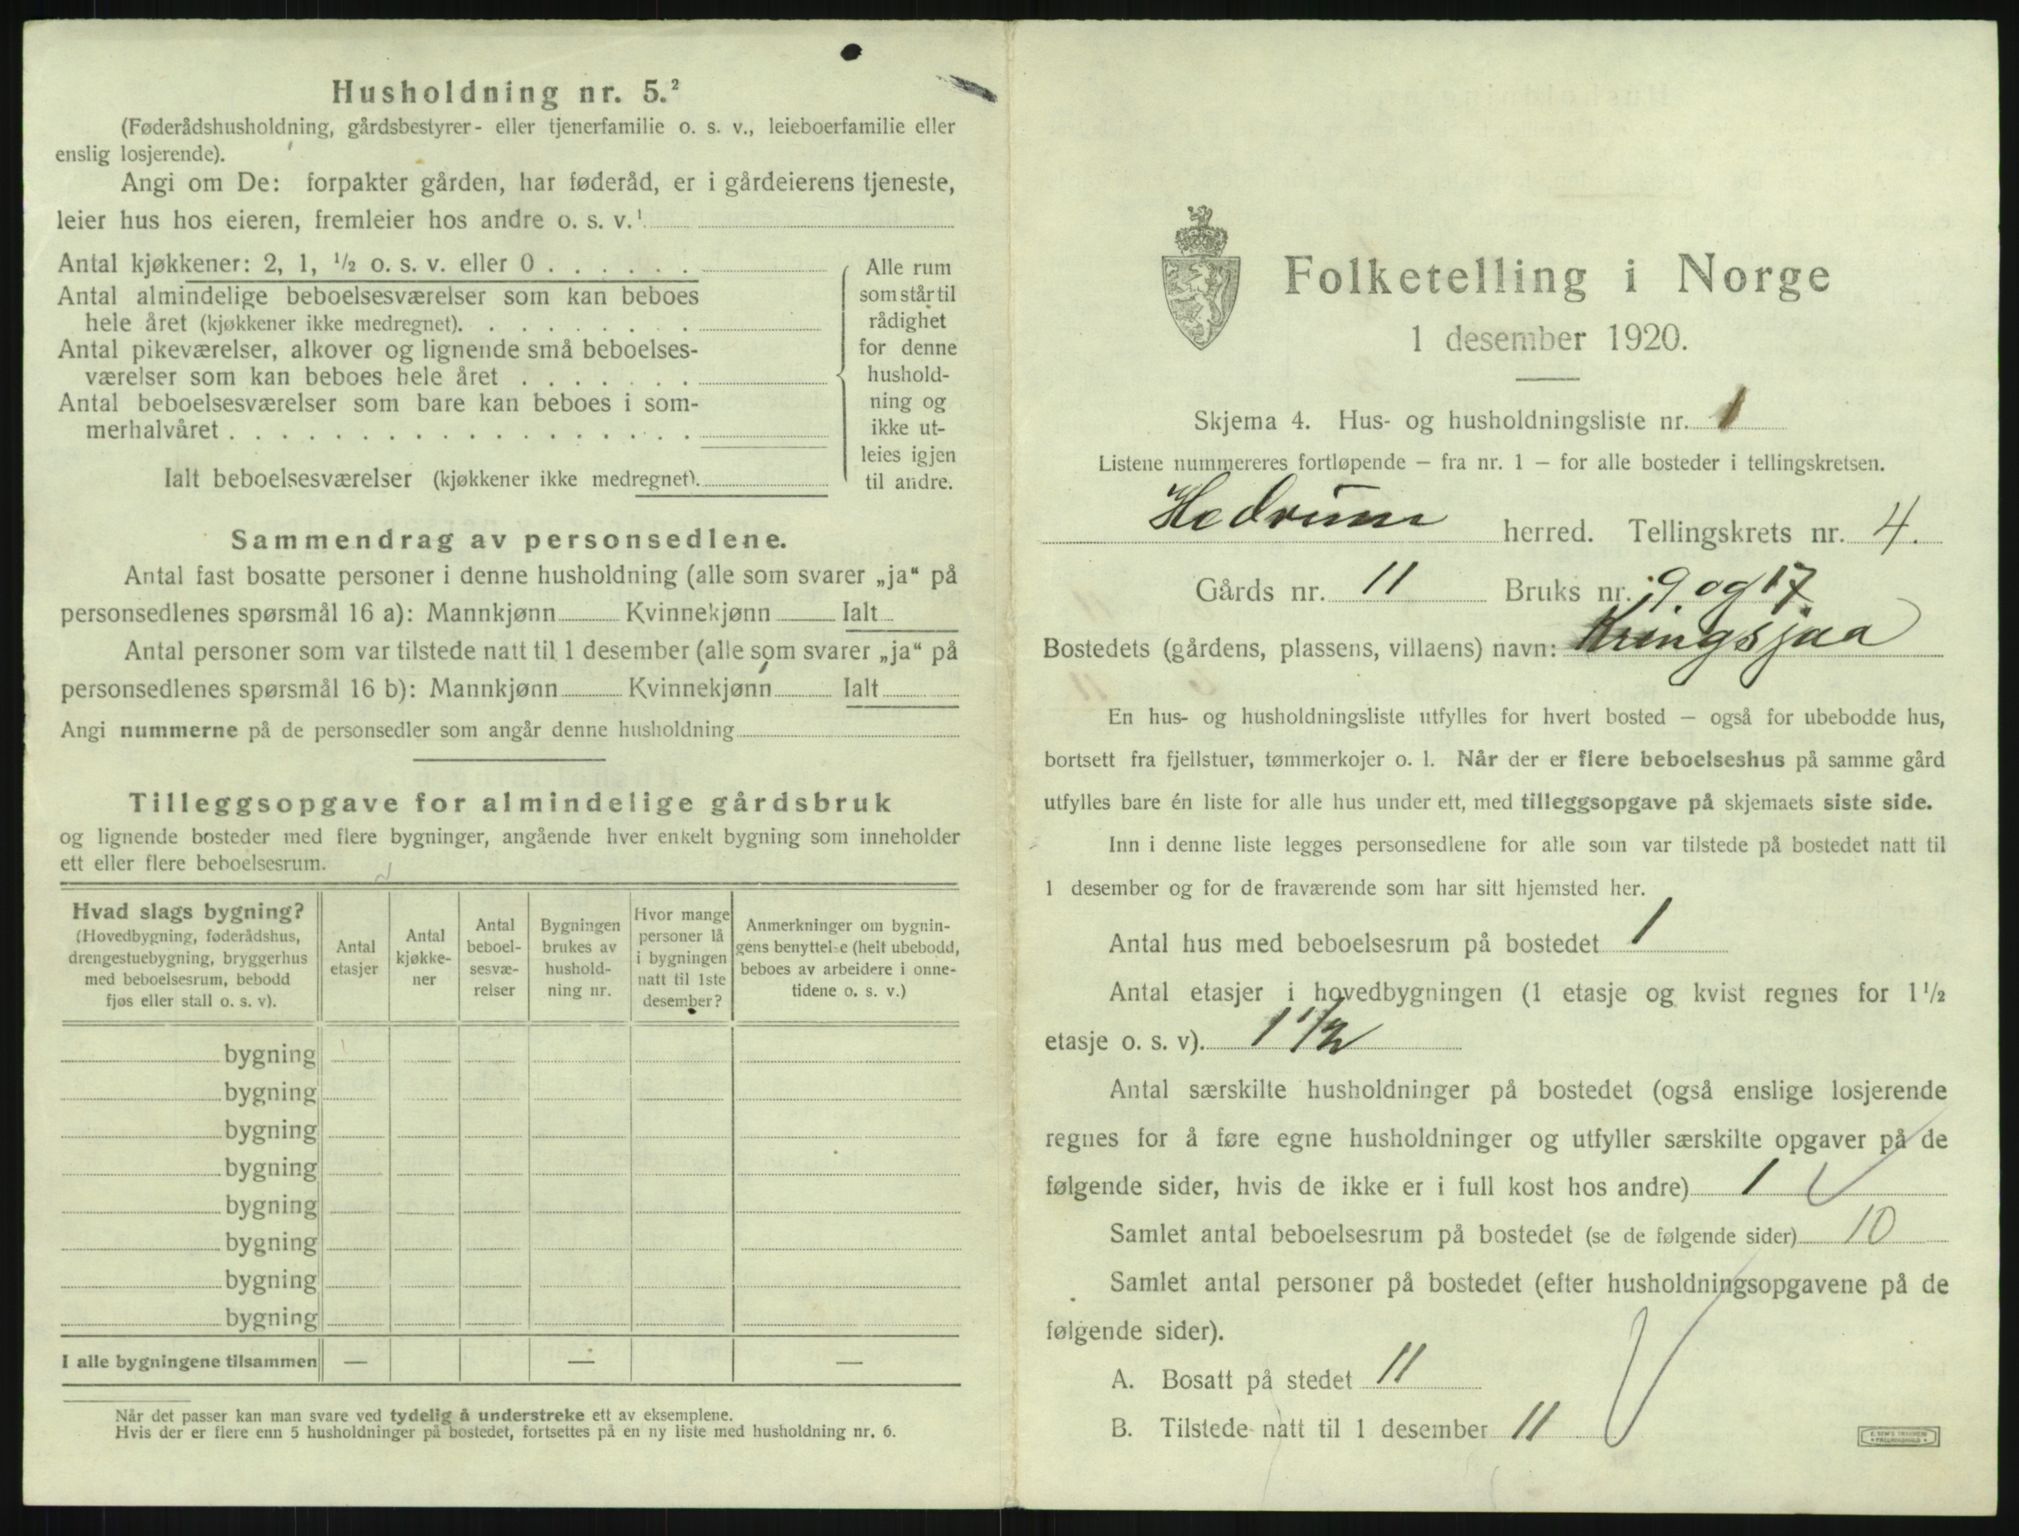 Husholdning nr. 5.²
(Føderådshusholdning, gårdsbestyrer- eller tjenerfamilie o. s. v., leieboerfamilie eller
enslig losjerende).
Angi om De: forpakter gården, har føderåd, er i gårdeierens tjeneste,
leier hus hos eieren, fremleier hos andre o. s. v.¹
Antal kjøkkener: 2, 1, ½ o. s. v. eller 0 . . . . . .
Antal almindelige beboelsesværelser som kan beboes
hele året (kjøkkener ikke medregnet). . . . . . . . .
Antal pikeværelser, alkover og lignende små beboelses-
værelser som kan beboes hele året . . . . . . .
Antal beboelsesværelser som bare kan beboes i som-
merhalvåret . . . . . . . . . . . . . . . . . .
Ialt beboelsesværelser (kjøkkener ikke medregnet).
Alle rum
som står til
rådighet
for denne
hushold-
ning og
ikke ut-
leies igjen
til andre.
Sammendrag av personsedlene.
Antal fast bosatte personer i denne husholdning (alle som svarer „ja“ på
personsedlenes spørsmål 16 a): Mannkjønn Kvinnekjønn Ialt
Antal personer som var tilstede natt til 1 desember (alle som svarer „ja“ på
personsedlenes spørsmål 16 b): Mannkjønn Kvinnekjønn Ialt
Angi nummerne på de personsedler som angår denne husholdning
Tilleggsopgave for almindelige gårdsbruk
og lignende bosteder med flere bygninger, angående hver enkelt bygning som inneholder
ett eller flere beboelsesrum.
Hvad slags bygning?
(Hovedbygning, føderådshus,
drengestuebygning, bryggerhus
med beboelsesrum, bebodd
fjøs eller stall o. s. v).
Antal
etasjer
Antal
kjøkke-
ner
Antal
beboel-
sesvæ-
relser
Bygningen
brukes av
hushold-
ning nr.
Hvor mange
personer lå
i bygningen
natt til 1ste
desember?
Anmerkninger om bygnin-
gens benyttelse (helt ubebodd,
beboes av arbeidere i onne-
tidene o. s. v.)
bygning
bygning
bygning
bygning
bygning
bygning
bygning
bygning
I alle bygningene tilsammen — — —
Når det passer kan man svare ved tydelig å understreke ett av eksemplene.
Hvis der er flere enn 5 husholdninger på bostedet, fortsettes på en ny liste med husholdning nr. 6.
Folketelling i Norge
1 desember 1920.
Skjema 4. Hus- og husholdningsliste nr. 1
Listene nummereres fortløpende – fra nr. 1 – for alle bosteder i tellingskretsen.
Hedrum herred. Tellingskrets nr. 4.
Gårds nr. 11 Bruks nr. 9 og 17
Bostedets (gårdens, plassens, villaens) navn: Kringsjaa
En hus- og husholdningsliste utfylles for hvert bosted – også for ubebodde hus,
bortsett fra fjellstuer, tømmerkojer o. l. Når der er flere beboelseshus på samme gård
utfylles bare én liste for alle hus under ett, med tilleggsopgave på skjemaets siste side.
Inn i denne liste legges personsedlene for alle som var tilstede på bostedet natt til
1 desember og for de fraværende som har sitt hjemsted her.
Antal hus med beboelsesrum på bostedet 1
Antal etasjer i hovedbygningen (1 etasje og kvist regnes for 1½
etasje o. s. v). 1 1/2
Antal særskilte husholdninger på bostedet (også enslige losjerende
regnes for å føre egne husholdninger og utfyller særskilte opgaver på de
følgende sider, hvis de ikke er i full kost hos andre) 1
Samlet antal beboelsesrum på bostedet (se de følgende sider) 10
Samlet antal personer på bostedet (efter husholdningsopgavene på de
følgende sider).
A. Bosatt på stedet 11
B. Tilstede natt til 1 desember 11